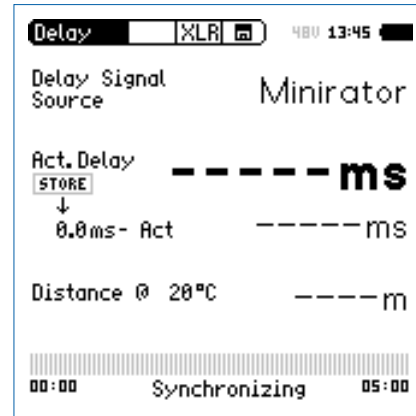 Delay XLR 48V 13:45
Delay Signal Source Minirator
Act. Delay -----ms
STORE
0.0ms- Act -----ms
Distance @ 20°C ----m
00:00 Synchronizing 05:00